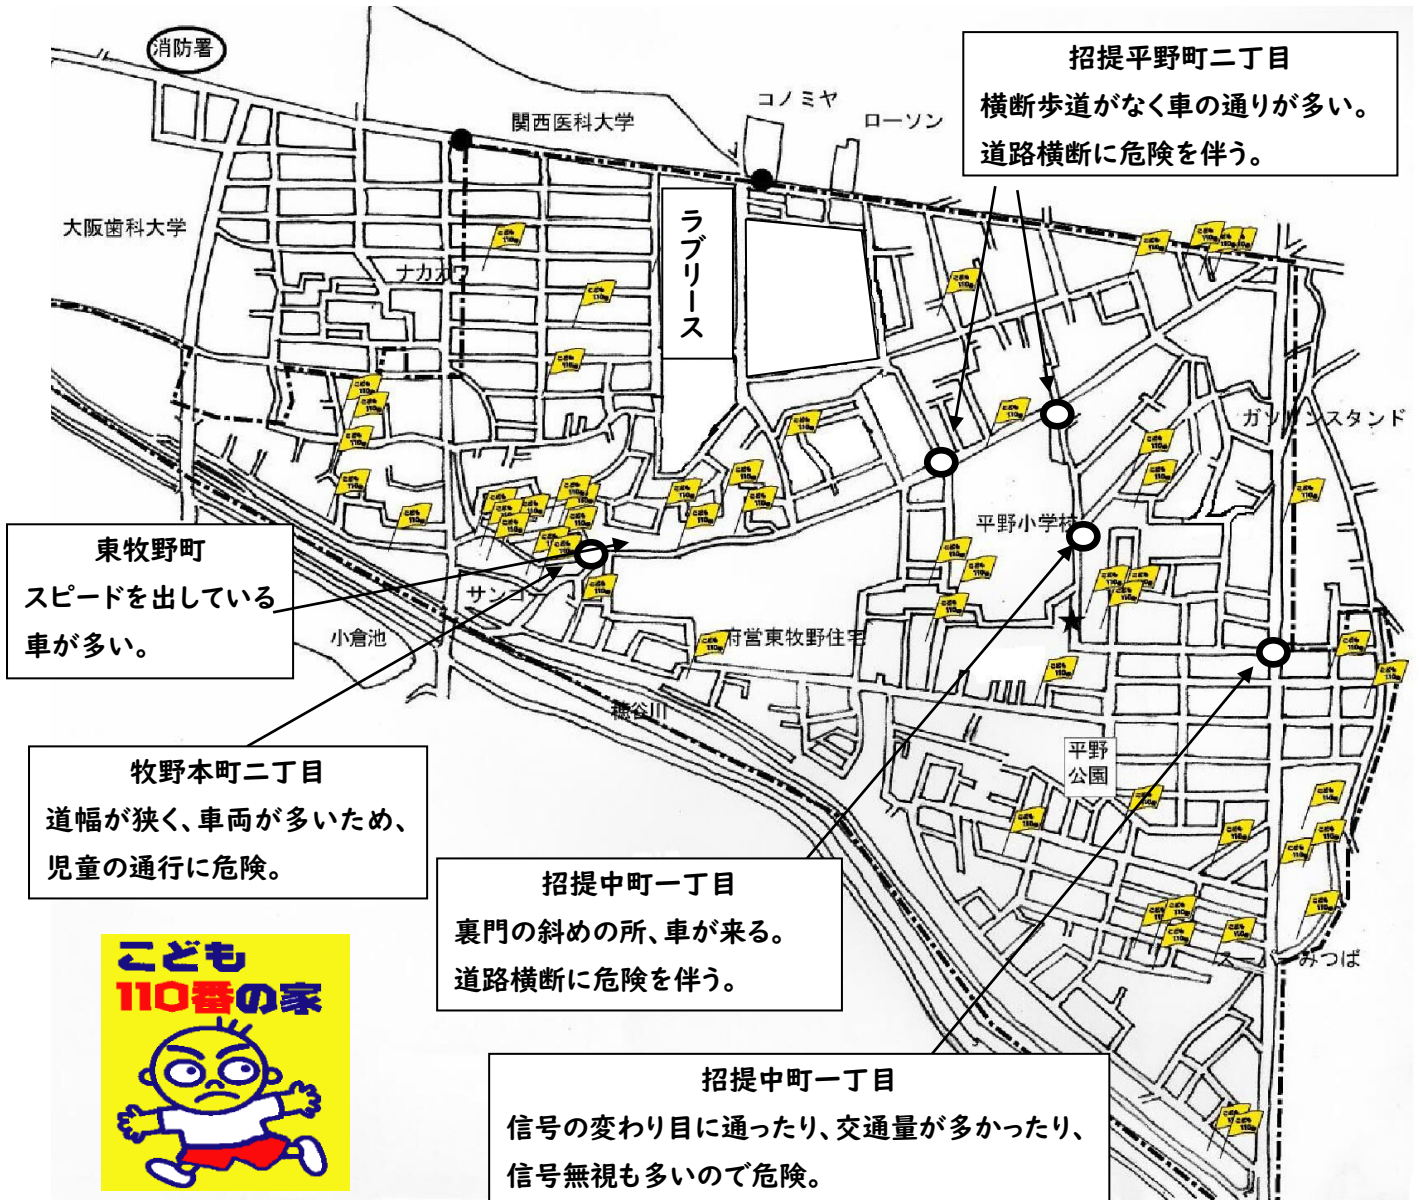 消防署
関西医科大学
コノミヤ
ローソン
招提平野町二丁目
横断歩道がなく車の通りが多い。
道路横断に危険を伴う。
大阪歯科大学
ラブリース
ガソリンスタンド
平野小学校
東牧野町
スピードを出している
車が多い。
サンコー
小倉池
府営東牧野住宅
穂谷川
牧野本町二丁目
道幅が狭く、車両が多いため、
児童の通行に危険。
平野
公園
招提中町一丁目
裏門の斜めの所、車が来る。
道路横断に危険を伴う。
スーパーみつば
招提中町一丁目
信号の変わり目に通ったり、交通量が多かったり、
信号無視も多いので危険。
こども
110番の家